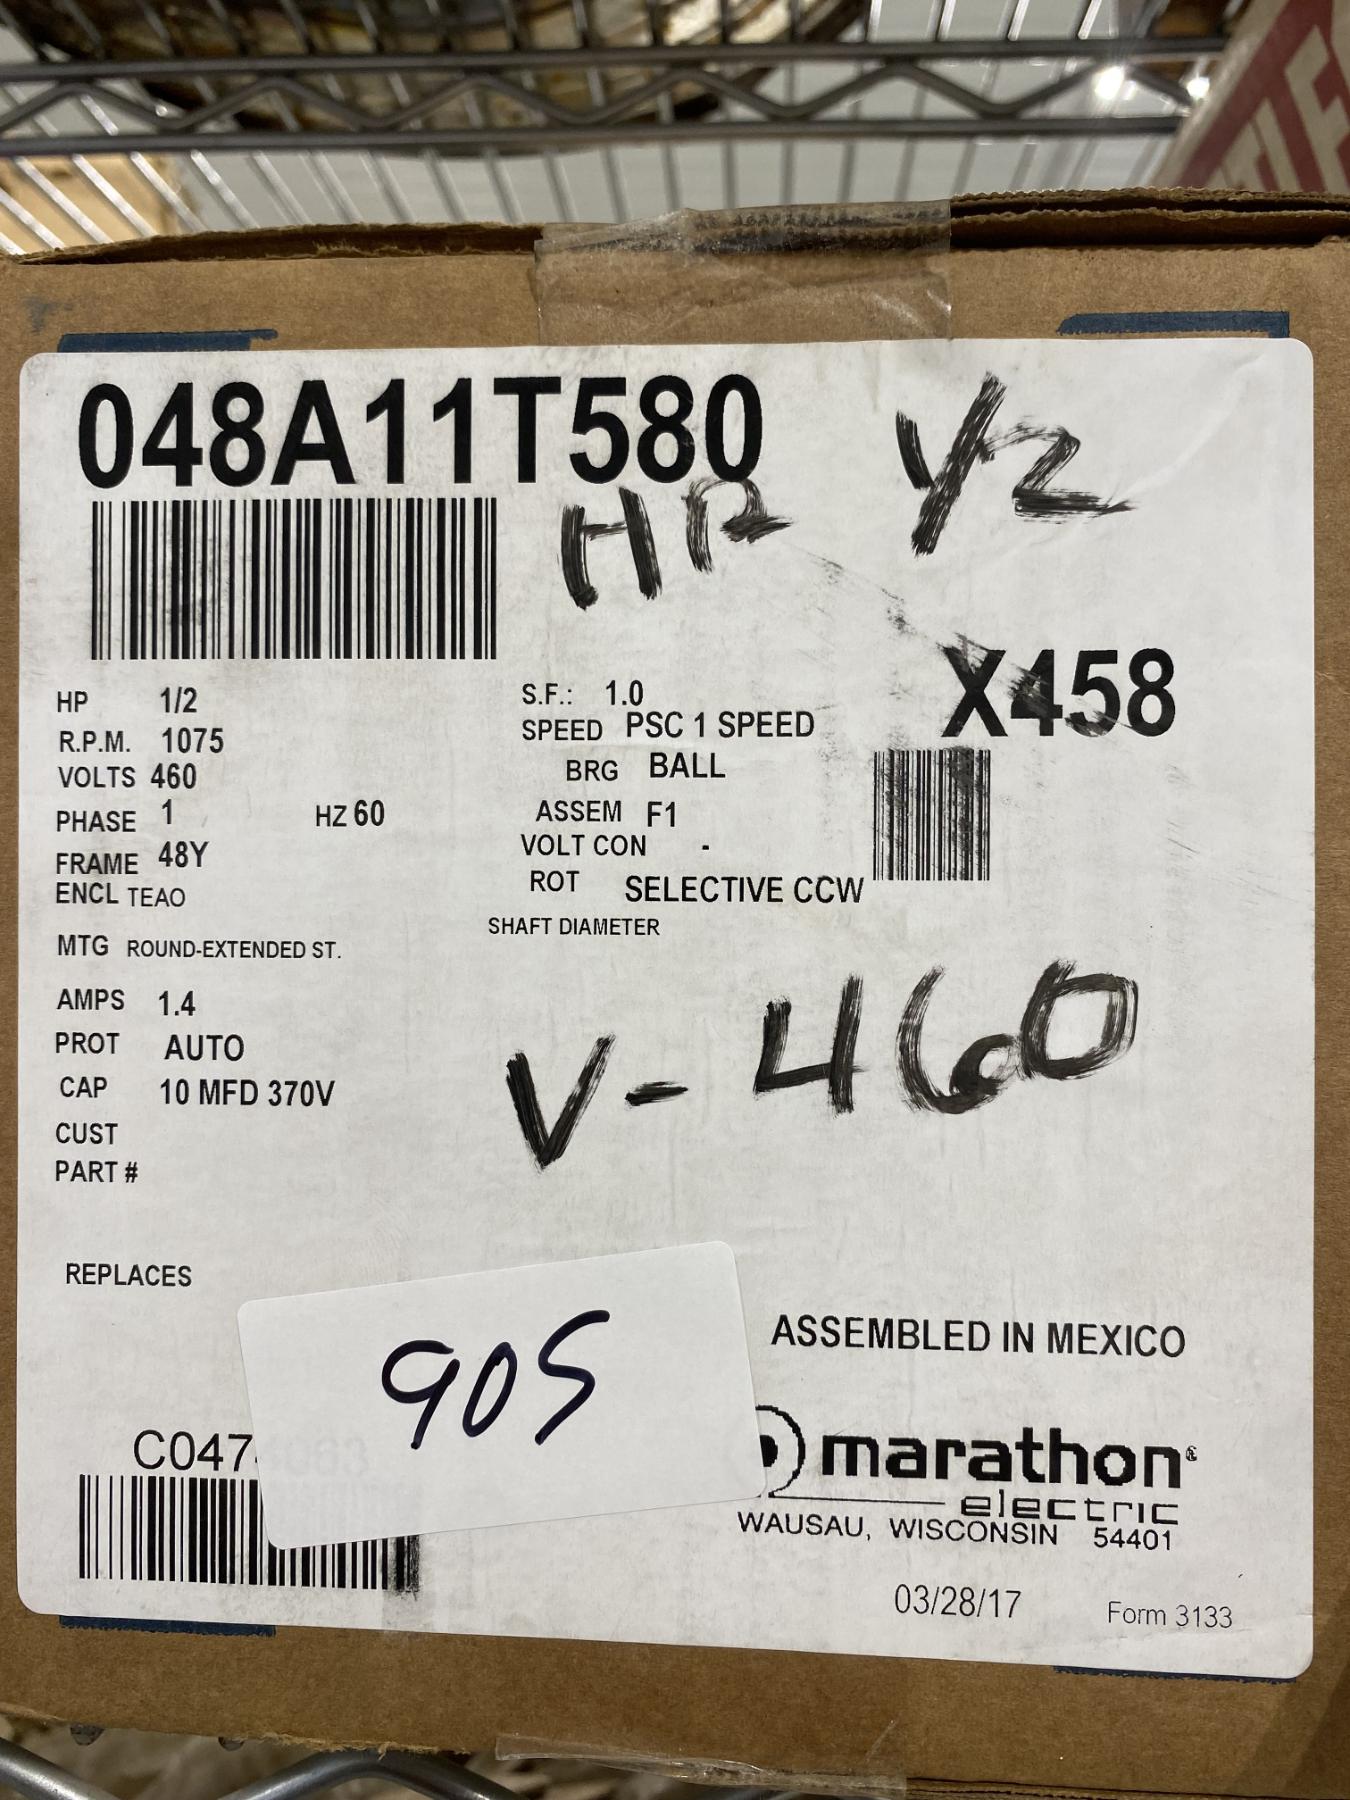 048A11T580
HP 1/2
X458
HP 1/2
R.P.M. 1075
VOLTS 460
PHASE 1 HZ 60
FRAME 48Y
ENCL TEAO
MTG ROUND-EXTENDED ST.
AMPS 1.4
PROT AUTO
CAP 10 MFD 370V
CUST
PART #
S.F.: 1.0
SPEED PSC 1 SPEED
BRG BALL
ASSEM F1
VOLT CON -
ROT SELECTIVE CCW
SHAFT DIAMETER
V-460
REPLACES
905
ASSEMBLED IN MEXICO
marathon®
electric
WAUSAU, WISCONSIN 54401
03/28/17 Form 3133